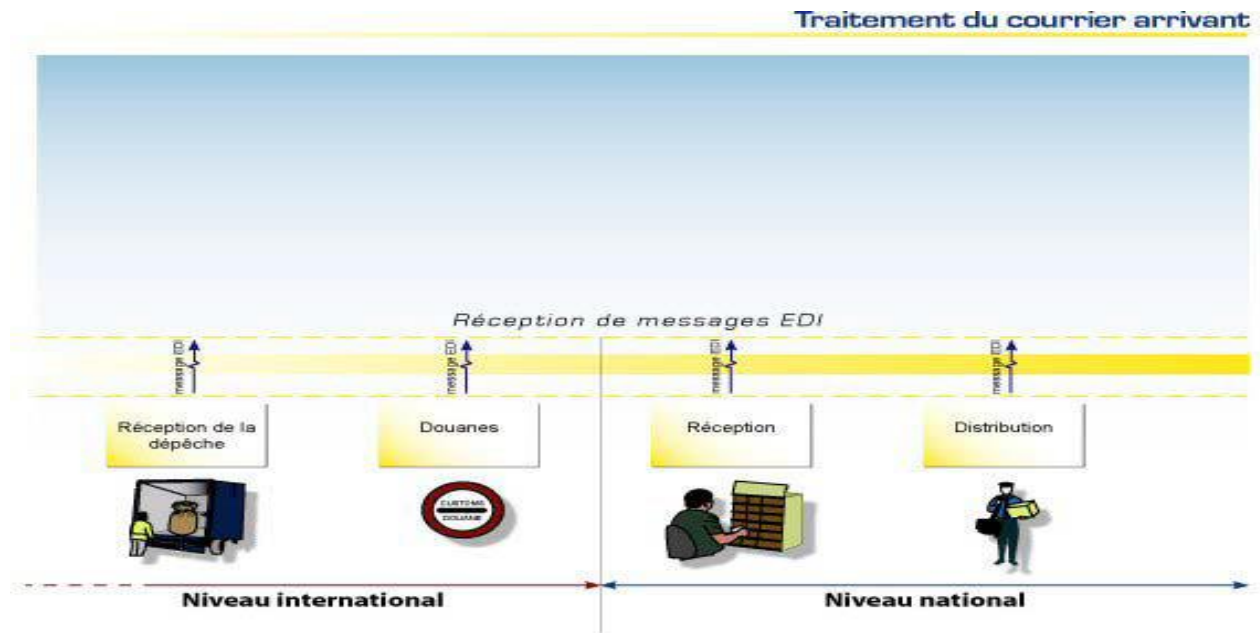 Traitement du courrier arrivant
Réception de messages EDI
message EDI
message EDI
message EDI
message EDI
Réception de la
dépêche
Douanes
Réception
Distribution
CUSTOMS
DOUANE
Niveau international
Niveau national